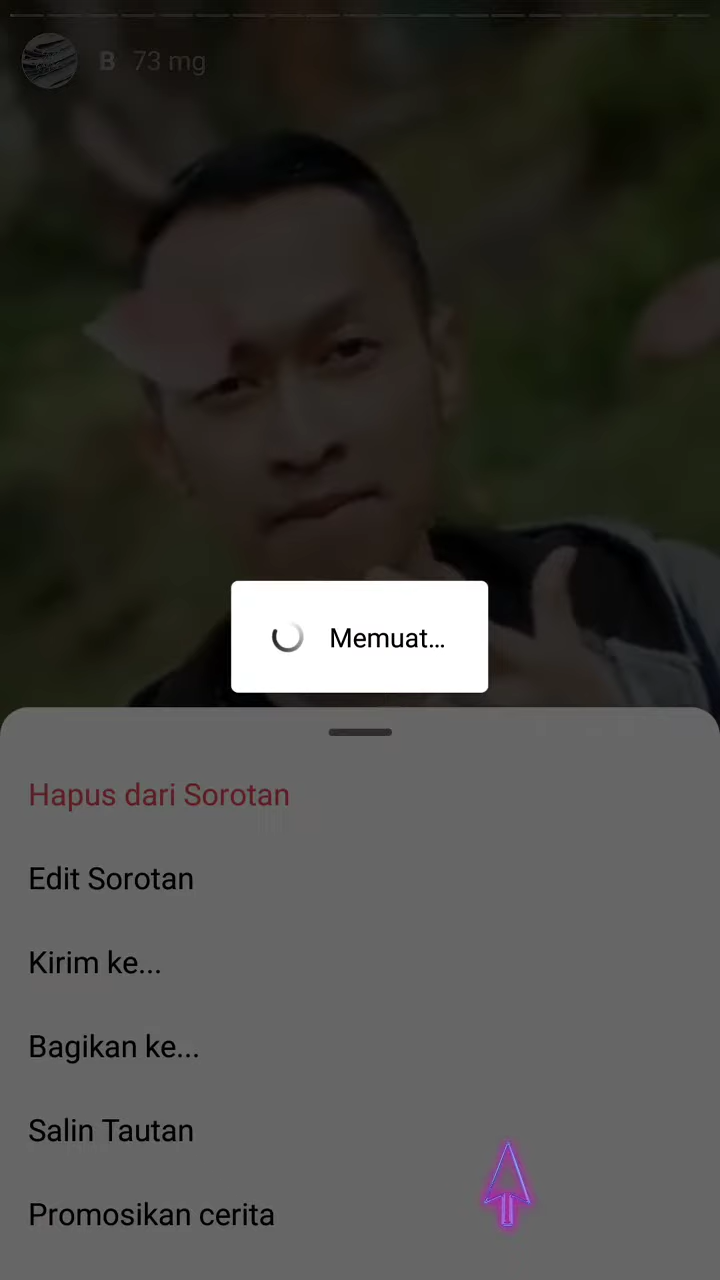 B 73 mg
Memuat...
Hapus dari Sorotan
Edit Sorotan
Kirim ke...
Bagikan ke...
Salin Tautan
Promosikan cerita